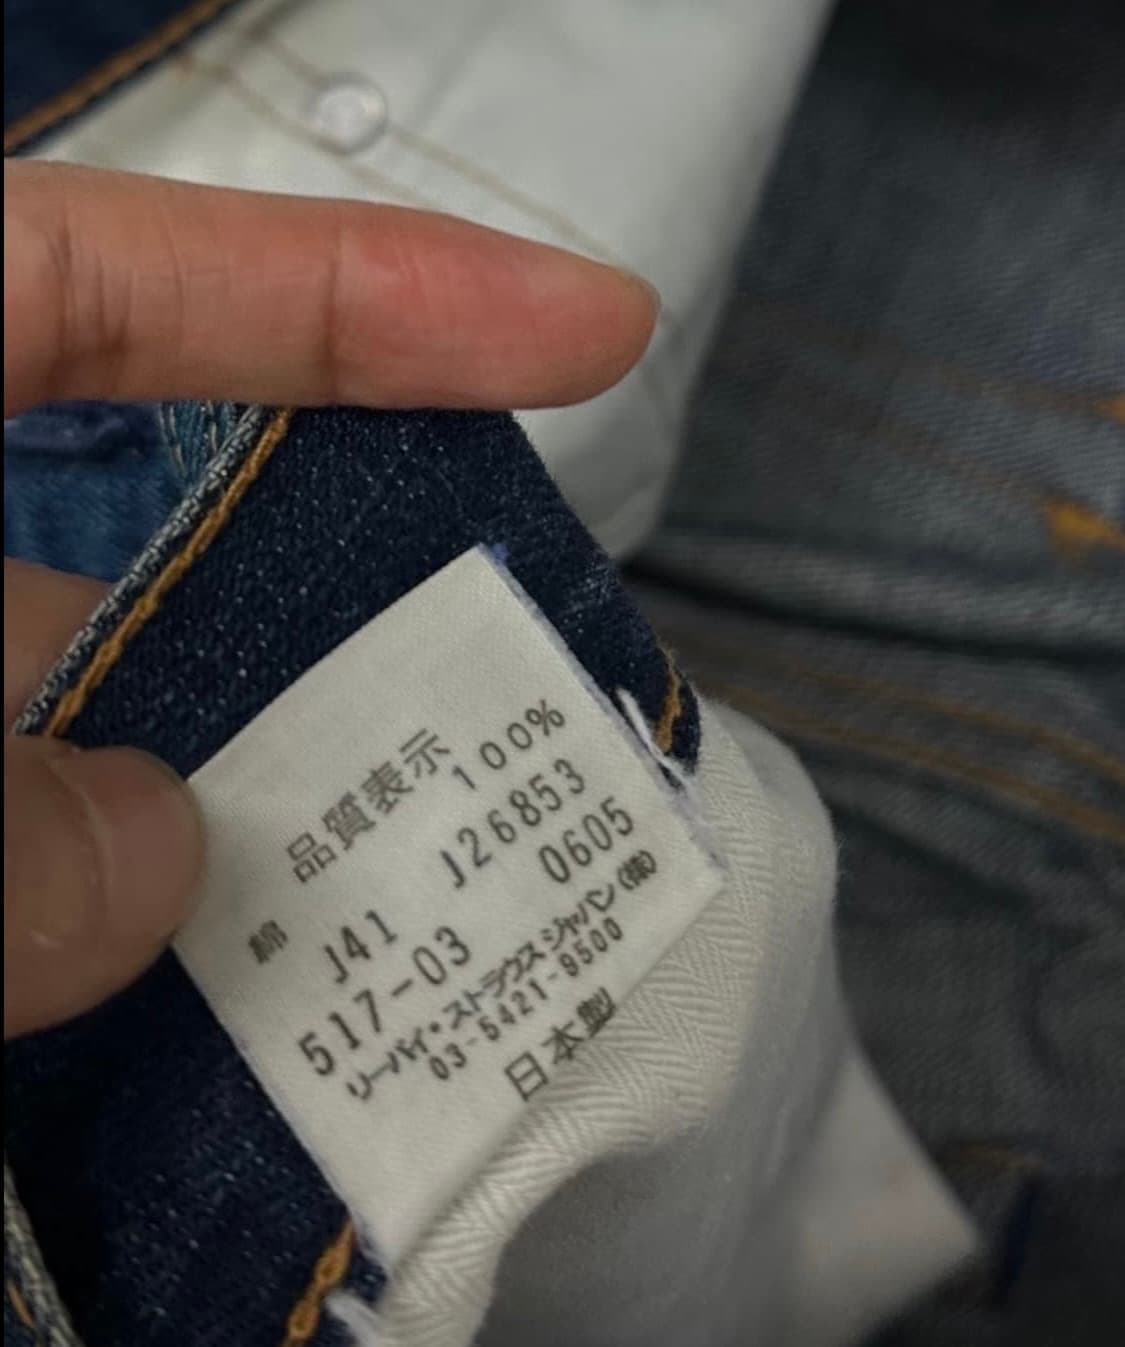 品質表示
綿 100%
J41 J26853
517-03 0605
リーバイ・ストラウス ジャパン(株)
03-5421-9500
日本製